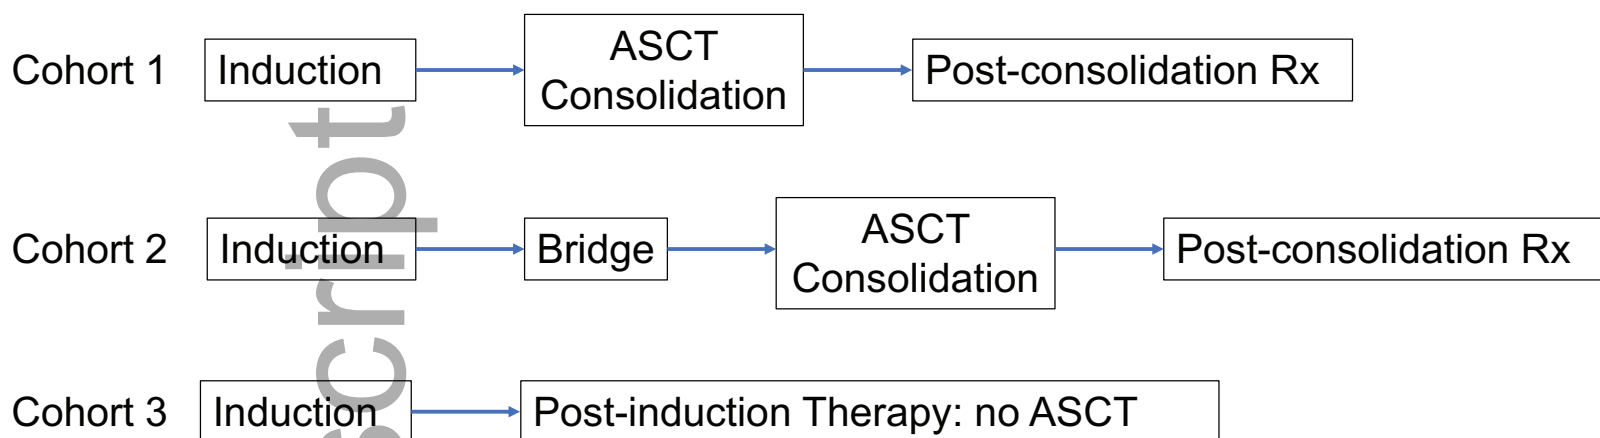 Cohort 1 Induction ASCT Consolidation Post-consolidation Rx
Cohort 2 Induction Bridge ASCT Consolidation Post-consolidation Rx
Cohort 3 Induction Post-induction Therapy: no ASCT
script